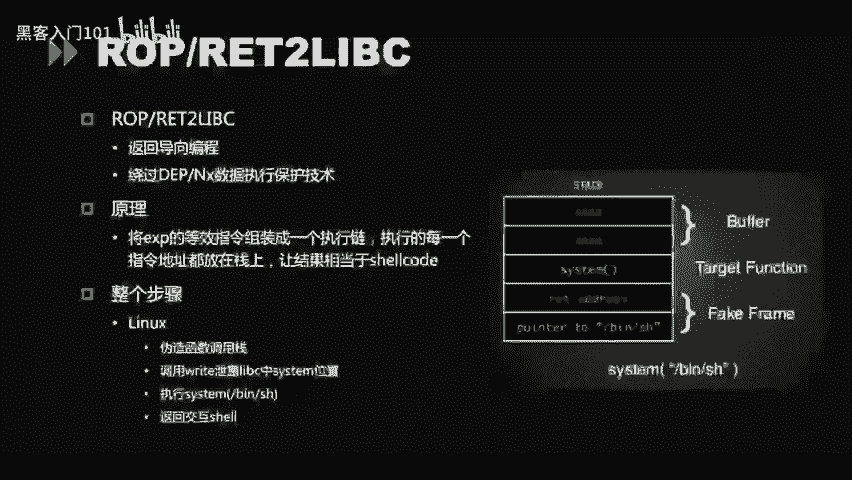 黑客入门101 bilibili
ROP/RET2LIBC
ROP/RET2LIBC
返回导向编程
绕过DEP/Nx数据执行保护技术
原理
将exp的等效指令组装成一个执行链，执行的每一个
指令地址都放在栈上，让结果相当于shellcode
整个步骤
Linux
伪造函数调用栈
调用write泄露libc中system位置
执行system(/bin/sh)
返回交互shell
Buffer
system()
Target Function
Fake Frame
pointer to "/bin/sh"
system( "/bin/sh" )